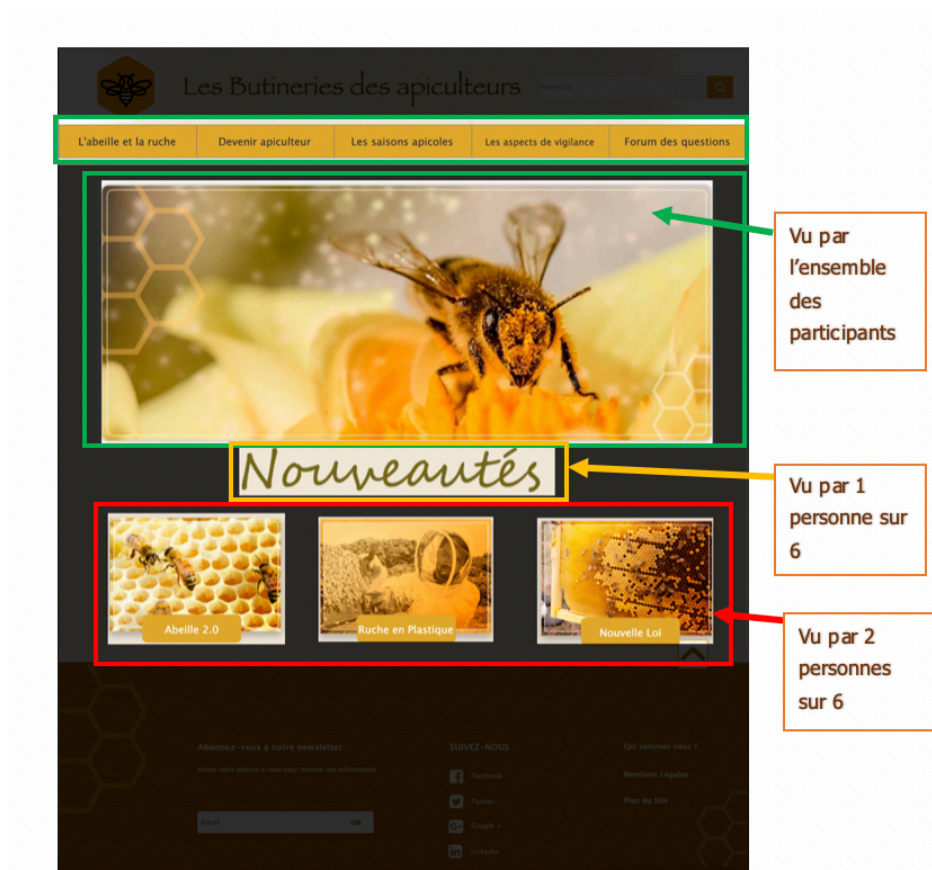 Les Butineries des apiculteurs
L'abeille et la ruche
Devenir apiculteur
Les saisons apicoles
Les aspects de vigilance
Forum des questions
Vu par
l'ensemble
des
participants
Nouveautés
Vu par 1
personne sur
6
Abeille 2.0
Ruche en Plastique
Nouvelle Loi
Vu par 2
personnes
sur 6
Abonnez-vous à notre newsletter
SUIVEZ-NOUS
Facebook
Twitter
Google +
Linkedin
Qui sommes nous ?
Mentions Légales
Plan du Site
Email
Ok